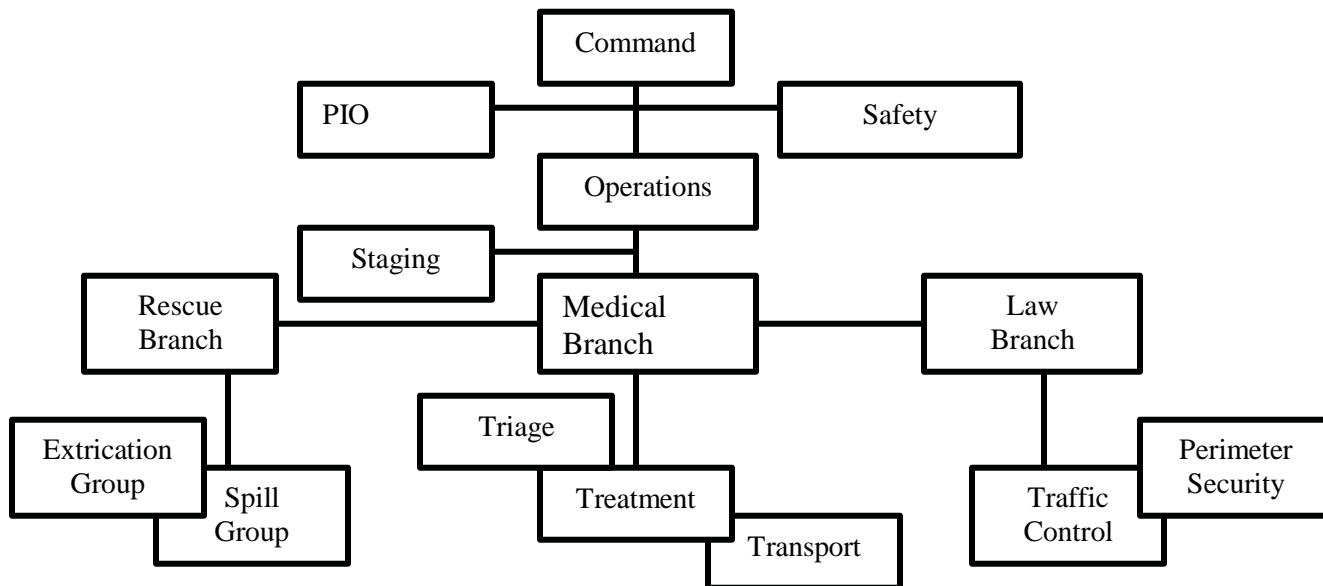 Command
PIO
Safety
Operations
Staging
Rescue
Branch
Medical
Branch
Law
Branch
Triage
Extrication
Group
Perimeter
Security
Spill
Group
Treatment
Traffic
Control
Transport